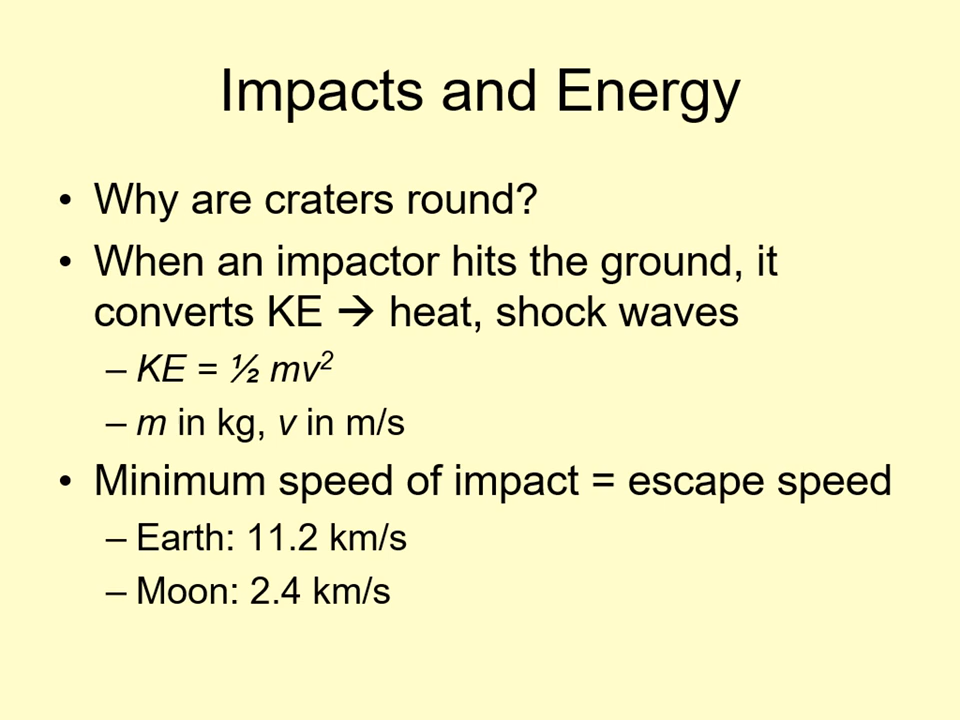 Impacts and Energy
• Why are craters round?
• When an impactor hits the ground, it
converts KE → heat, shock waves
– KE = ½ mv²
– m in kg, v in m/s
• Minimum speed of impact = escape speed
– Earth: 11.2 km/s
– Moon: 2.4 km/s